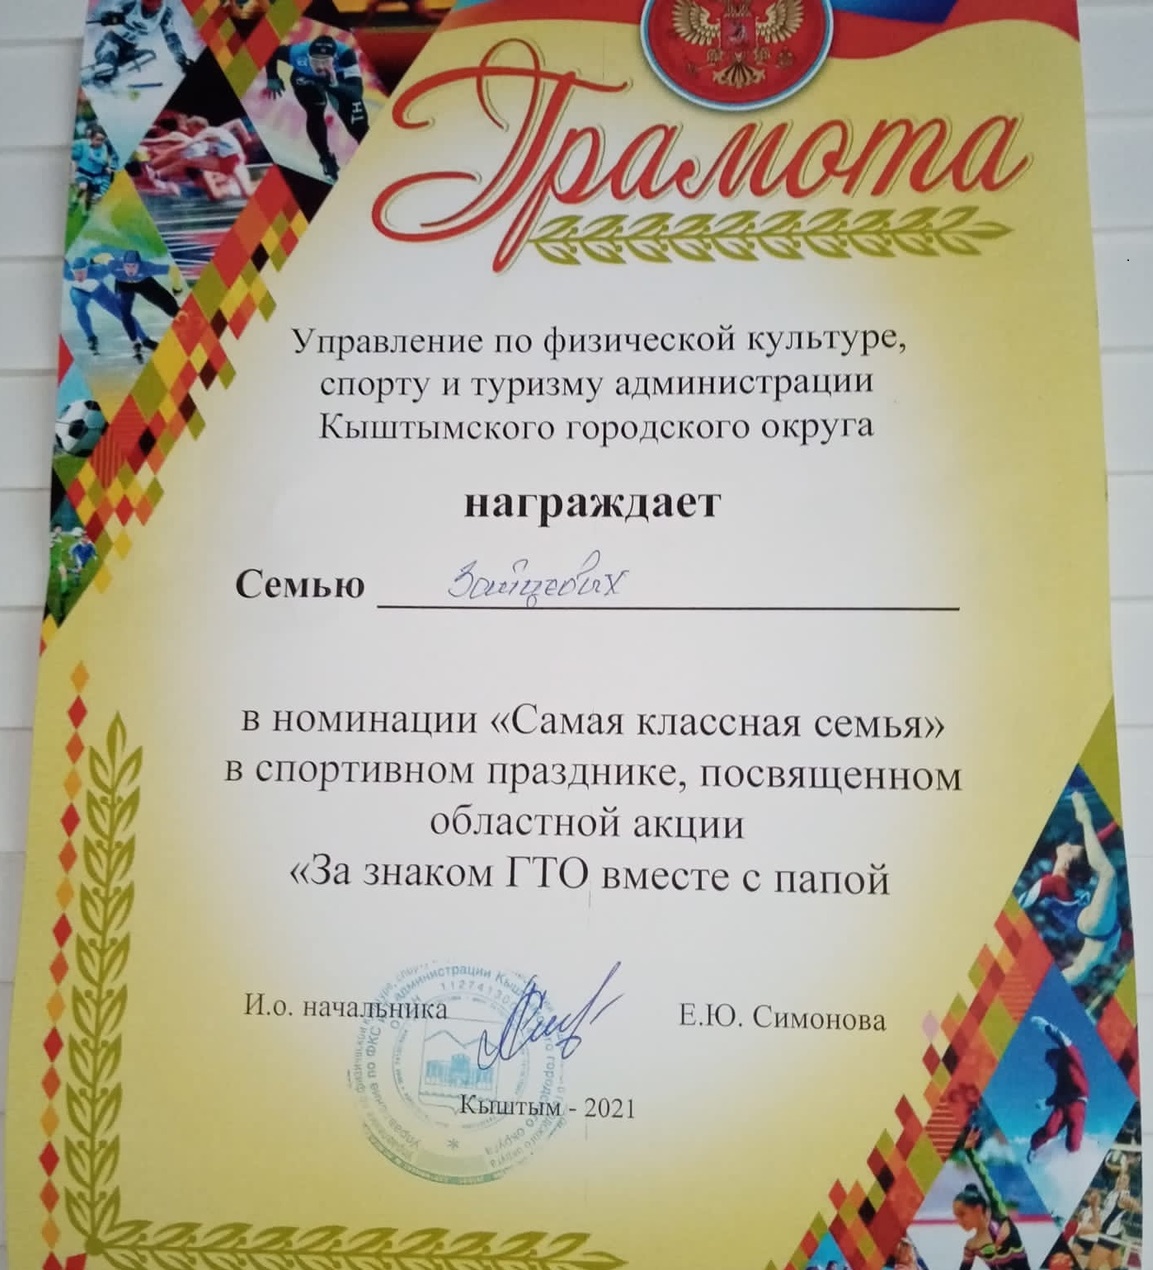 Грамота
Управление по физической культуре,
спорту и туризму администрации
Кыштымского городского округа
награждает
Семью Зайцевых
в номинации «Самая классная семья»
в спортивном празднике, посвященном
областной акции
«За знаком ГТО вместе с папой
И.о. начальника Е.Ю. Симонова
Кыштым - 2021